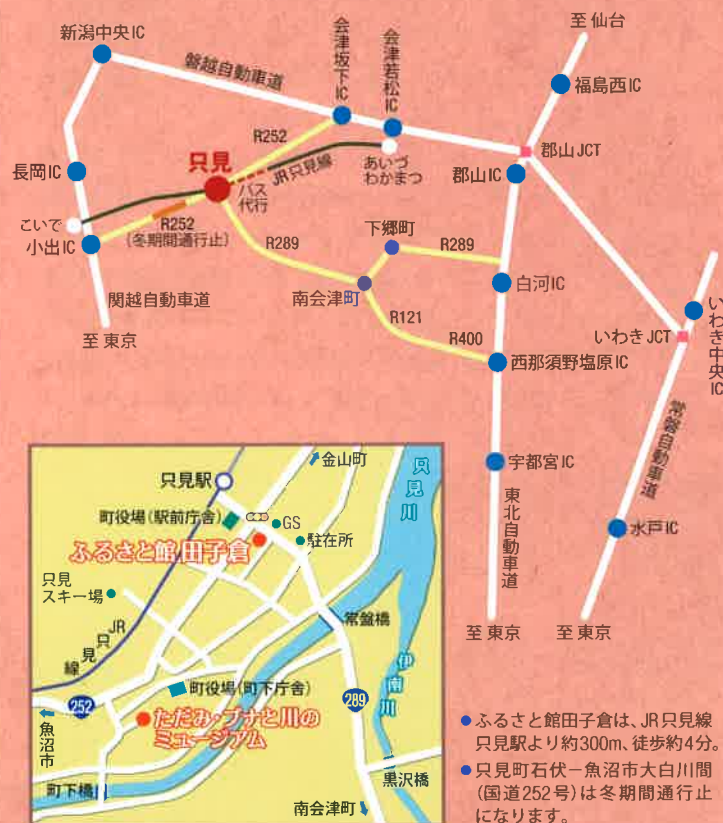 至 仙台
新潟中央IC
磐越自動車道
会津坂下IC
会津若松IC
福島西IC
R252
只見
JR只見線
あいづ
わかまつ
郡山JCT
郡山IC
長岡IC
バス
代行
こいで
小出IC
R252
(冬期間通行止)
R289
下郷町
R289
南会津町
白河IC
関越自動車道
至 東京
R121
R400
いわきJCT
いわき中央IC
西那須野塩原IC
常磐自動車道
宇都宮IC
東北自動車道
水戸IC
至 東京
至 東京
只見駅
金山町
只見川
町役場(駅前庁舎)
GS
ふるさと館 田子倉
駐在所
只見
スキー場
JR只見線
常盤橋
伊南川
町役場(町下庁舎)
252
289
魚沼市
ただみ・ブナと川の
ミュージアム
町下橋
黒沢橋
南会津町
●ふるさと館田子倉は、JR只見線
只見駅より約300m、徒歩約4分。
●只見町石伏−魚沼市大白川間
(国道252号)は冬期間通行止
になります。